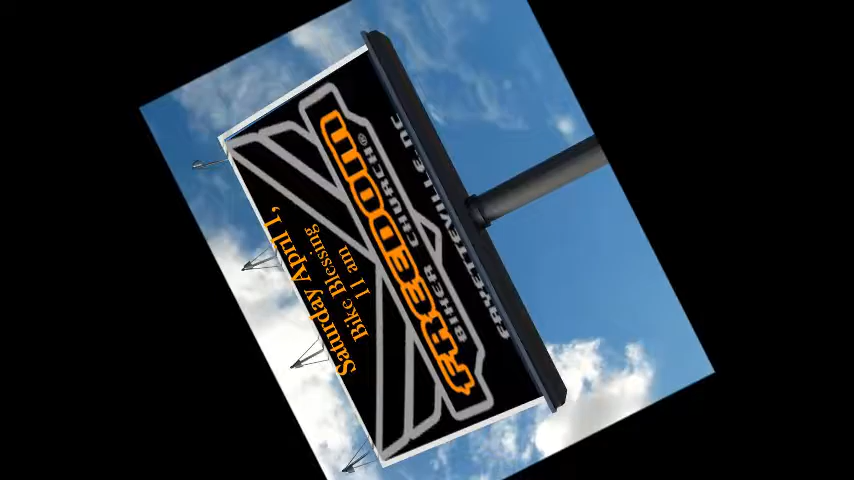 Saturday April 1,
Bike Blessing
11 am
FREEDOM
BIKER CHURCH®
FAYETTEVILLE NC